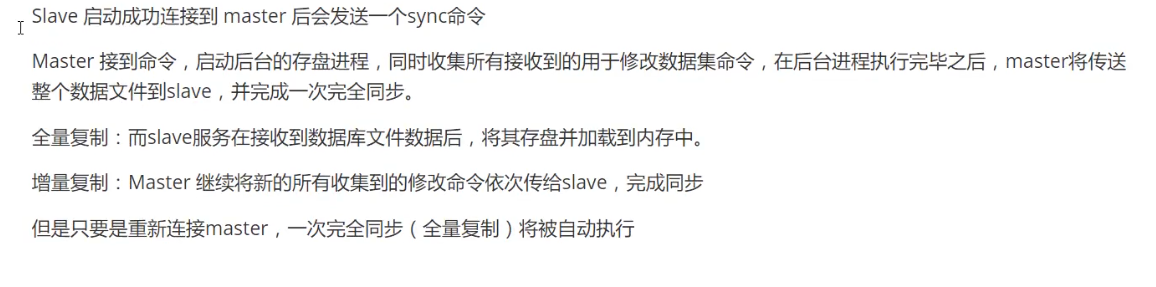 Slave 启动成功连接到 master 后会发送一个sync命令
Master 接到命令，启动后台的存盘进程，同时收集所有接收到的用于修改数据集命令，在后台进程执行完毕之后，master将传送
整个数据文件到slave，并完成一次完全同步。
全量复制：而slave服务在接收到数据库文件数据后，将其存盘并加载到内存中。
增量复制：Master 继续将新的所有收集到的修改命令依次传给slave，完成同步
但是只要是重新连接master，一次完全同步（全量复制）将被自动执行